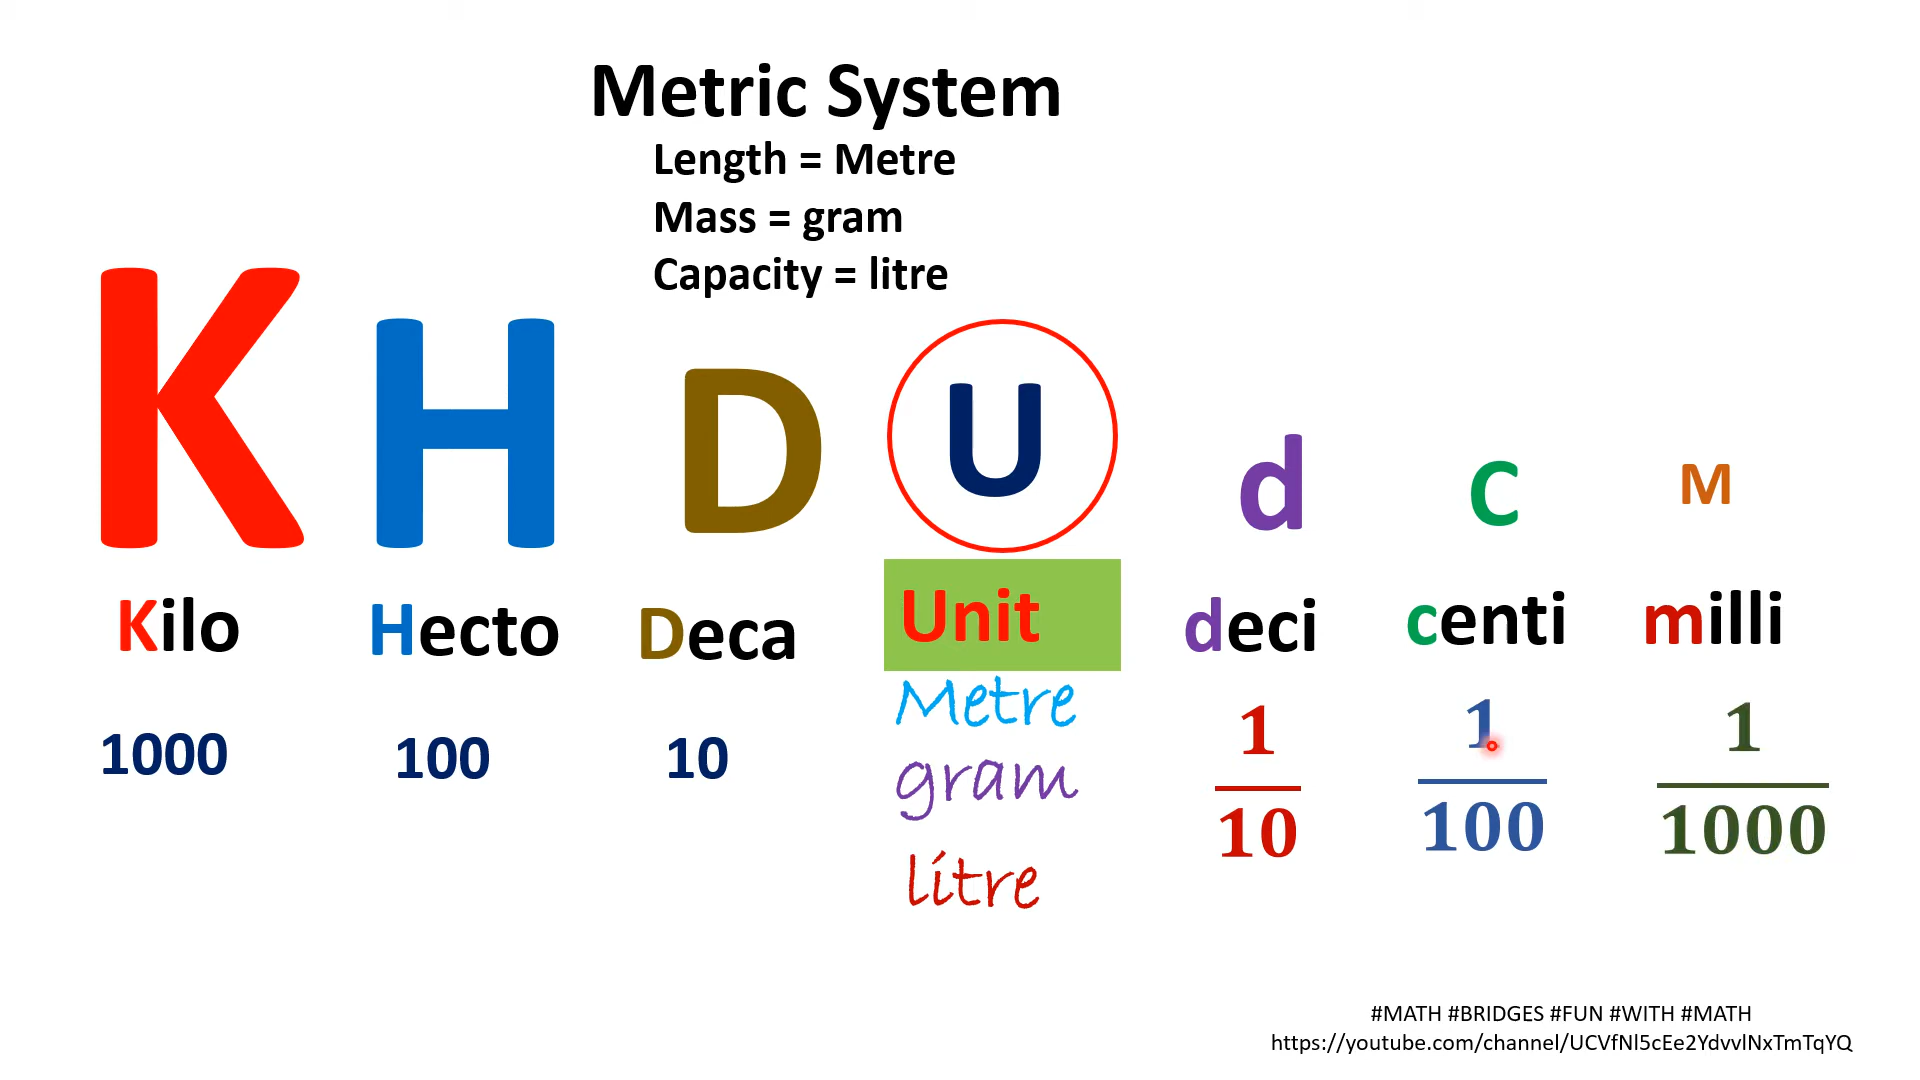 Metric System
Length = Metre
Mass = gram
Capacity = litre
K H D U d C M
Kilo Hecto Deca Unit deci centi milli
Metre
gram
litre
1000 100 10
1/10 1/100 1/1000
#MATH #BRIDGES #FUN #WITH #MATH
https://youtube.com/channel/UCVfNl5cEe2YdvvlNxTmTqYQ